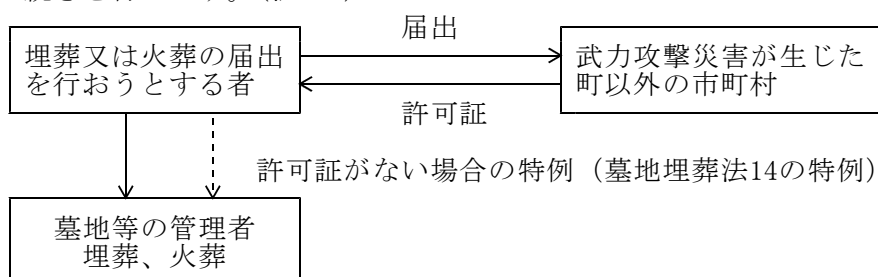 届出
埋葬又は火葬の届出
を行おうとする者
武力攻撃災害が生じた
町以外の市町村
許可証
許可証がない場合の特例（墓地埋葬法14の特例）
墓地等の管理者
埋葬、火葬